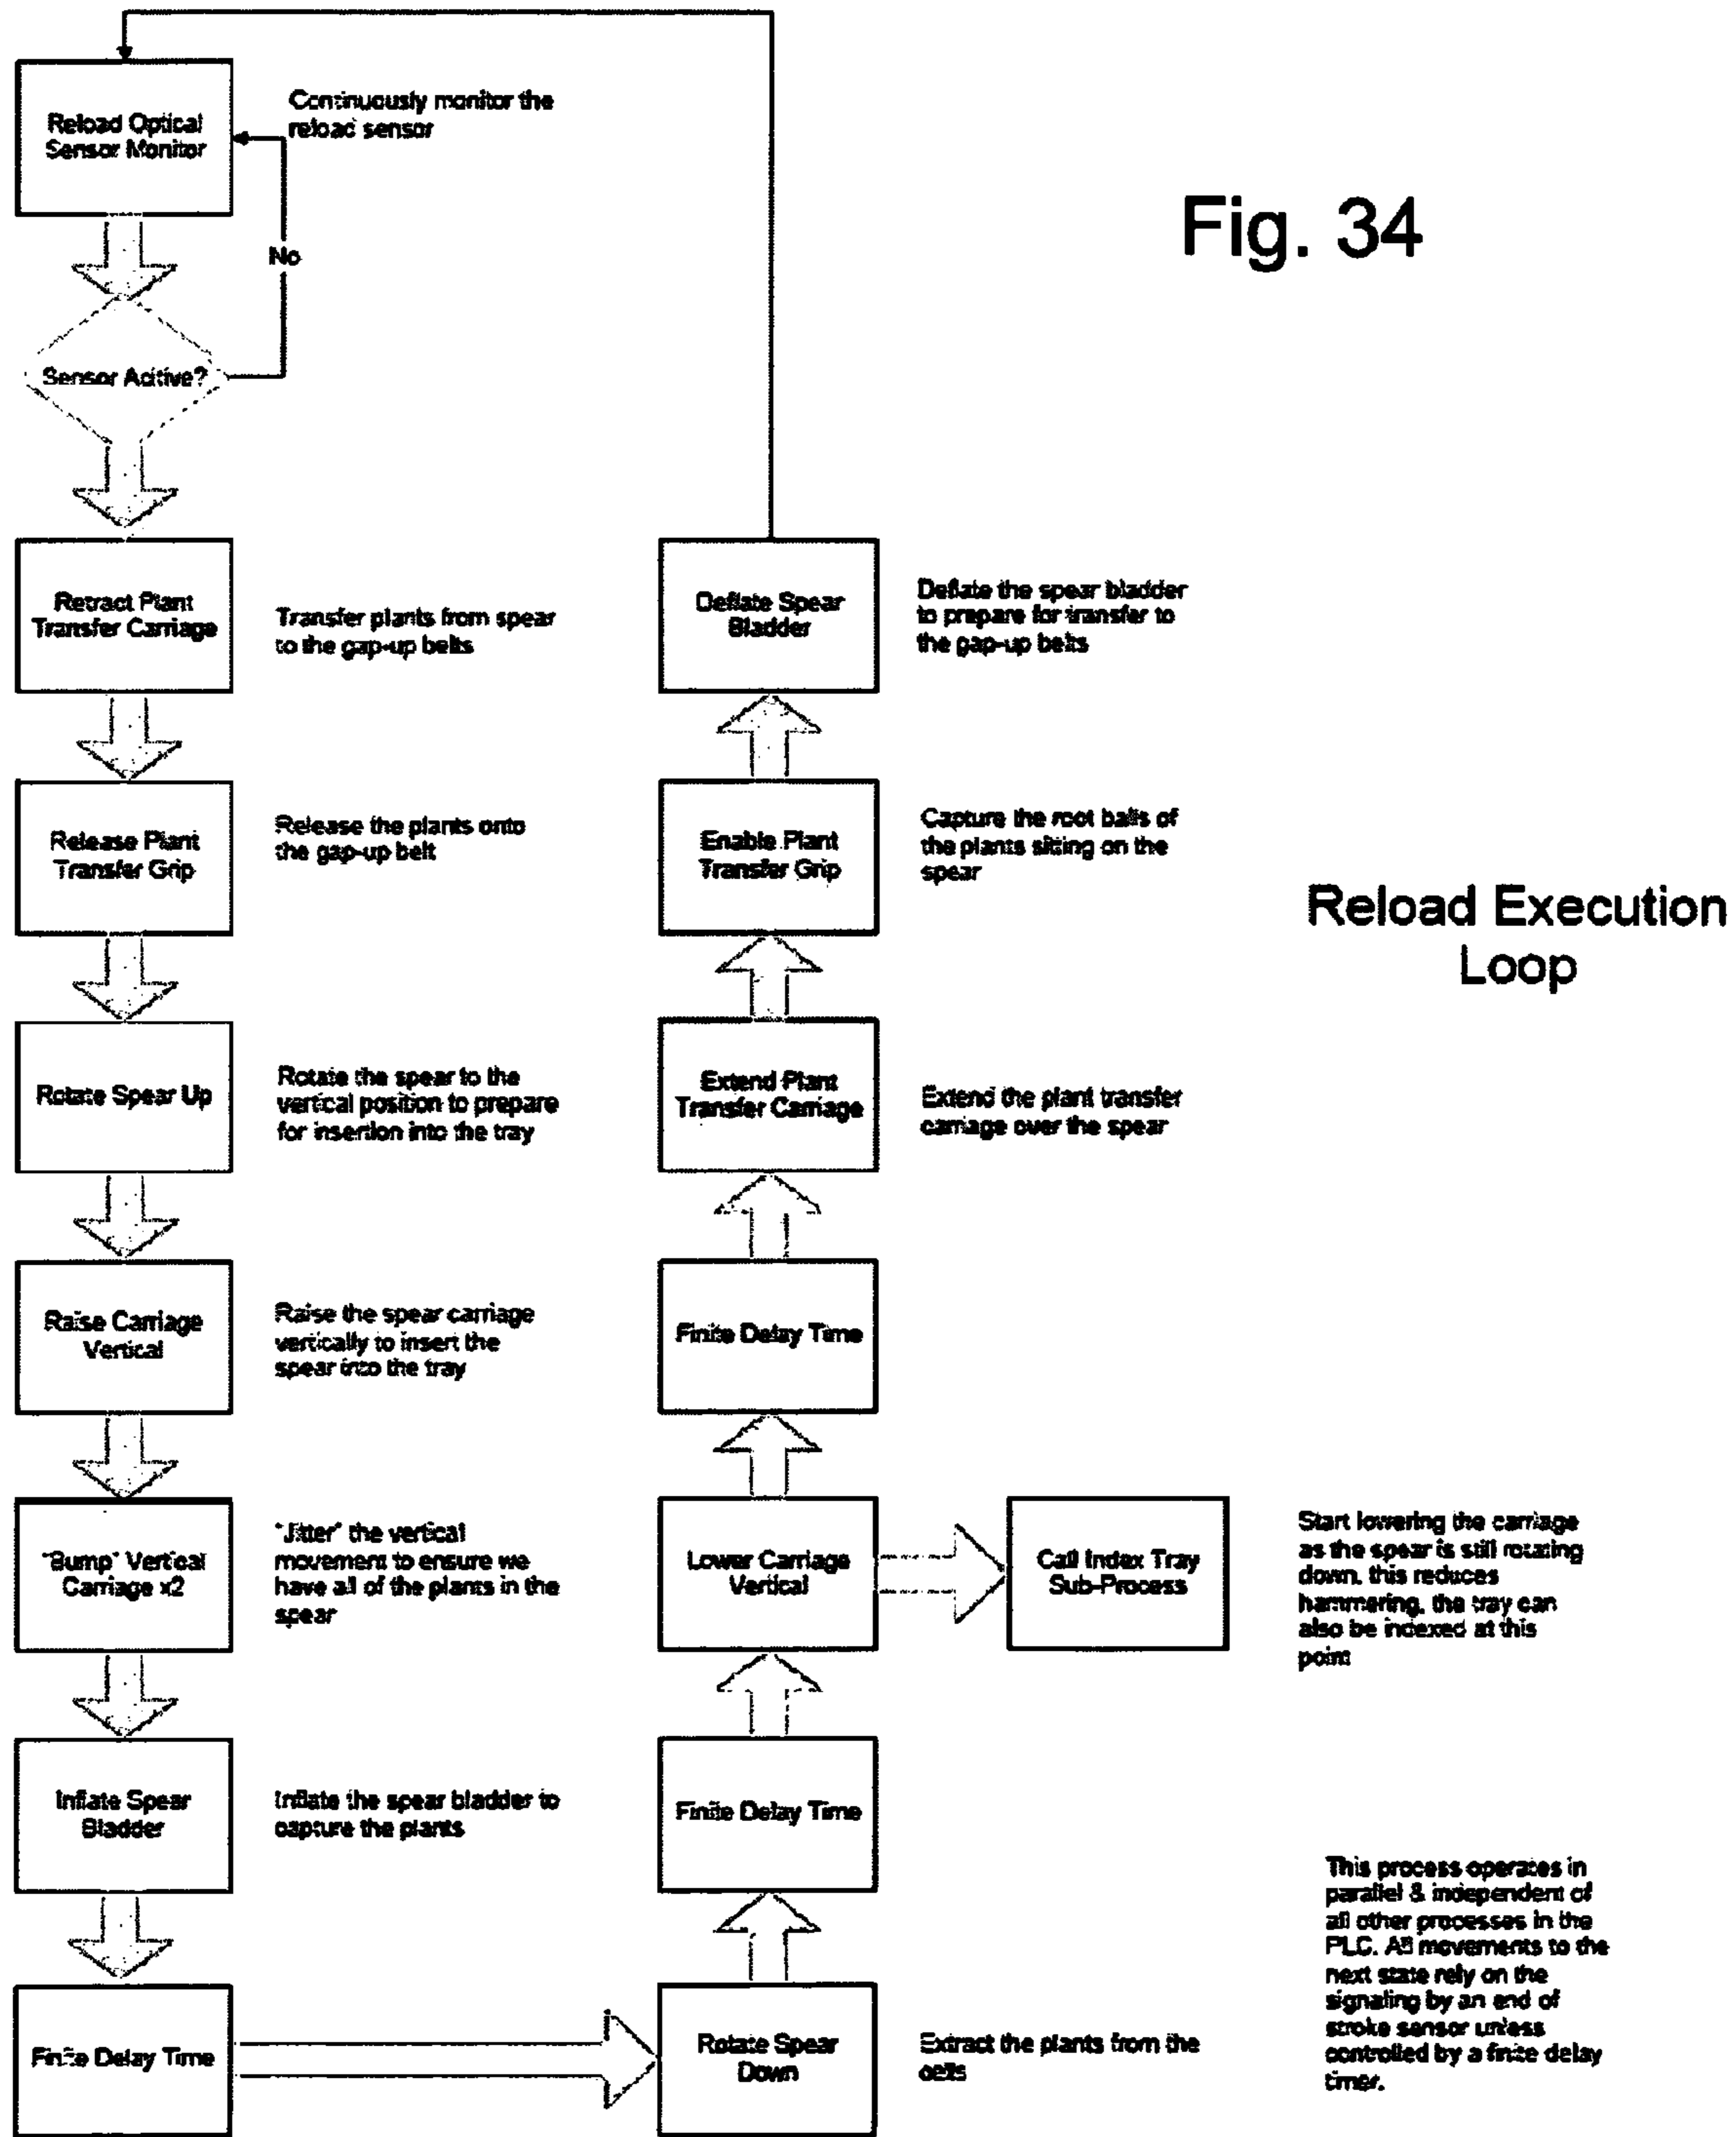 Reload Optical
Sensor Monitor
Continuously monitor the
reload sensor
No
Sensor Acitive?
Fig. 34
Retract Plant
Transfer Carriage
Transfer plants from spear
to the gap-up belts
Release Plant
Transfer Grip
Release the plants onto
the gap-up belt
Rotate Spear Up
Rotate the spear to the
vertical position to prepare
for insertion into the tray
Raise Carriage
Vertical
Raise the spear carriage
vertically to insert the
spear into the tray
"Bump" Vertical
Carriage x2
"Jitter" the vertical
movement to ensure we
have all of the plants in the
spear
Inflate Spear
Bladder
Inflate the spear bladder to
capture the plants
Finite Delay Time
Rotate Spear
Down
Extract the plants from the
cells
Finite Delay Time
Lower Carriage
Vertical
Call Index Tray
Sub-Process
Start lowering the carriage
as the spear is still rotating
down. this reduces
hammering. the tray can
also be indexed at this
point
Finite Delay Time
Extend Plant
Transfer Carriage
Extend the plant transfer
carriage over the spear
Enable Plant
Transfer Grip
Capture the root balls of
the plants sitting on the
spear
Deflate Spear
Bladder
Deflate the spear bladder
to prepare for transfer to
the gap-up belts
Reload Execution
Loop
This process operates in
parallel & independent of
all other processes in the
PLC. All movements to the
next state rely on the
signaling by an end of
stroke sensor unless
controlled by a finite delay
timer.